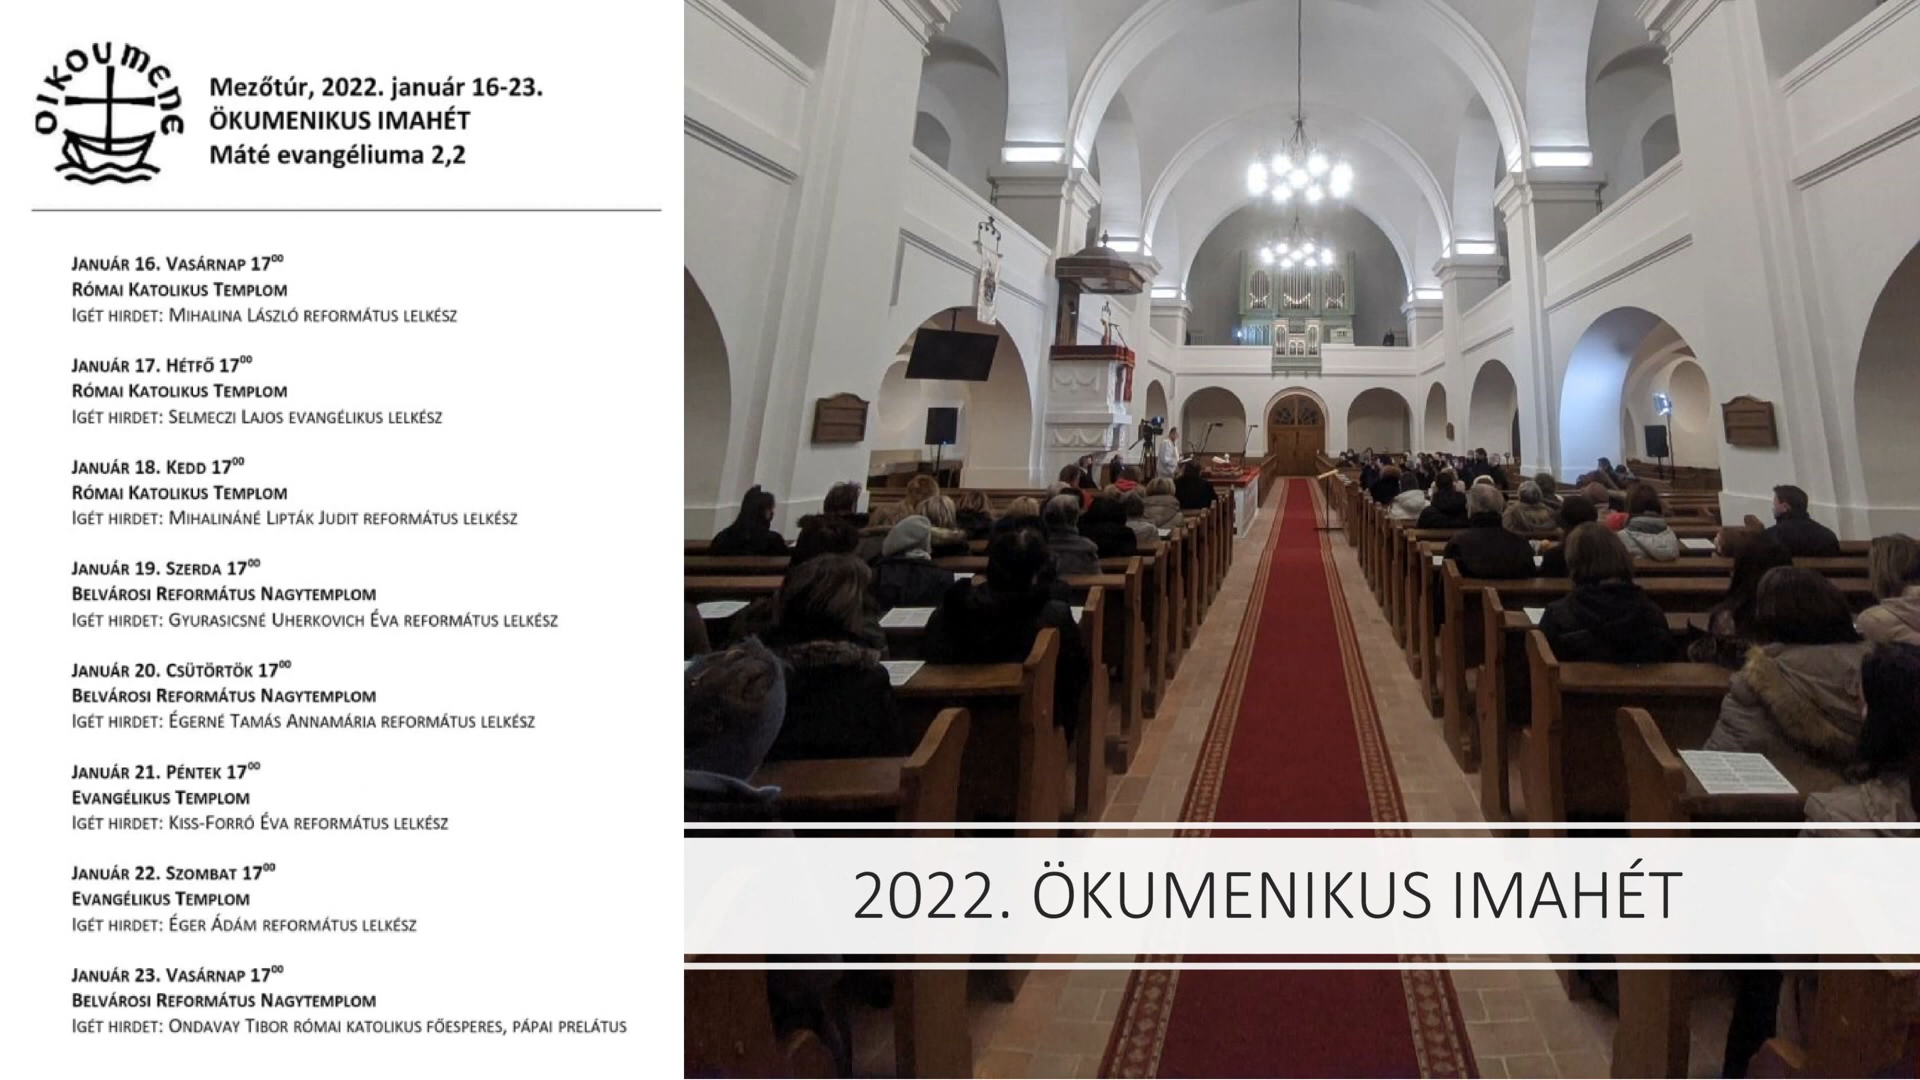 OIKOUMENE
Mezőtúr, 2022. január 16-23.
ÖKUMENIKUS IMAHÉT
Máté evangéliuma 2,2
JANUÁR 16. VASÁRNAP 17⁰⁰
RÓMAI KATOLIKUS TEMPLOM
IGÉT HIRDET: MIHALINA LÁSZLÓ REFORMÁTUS LELKÉSZ
JANUÁR 17. HÉTFŐ 17⁰⁰
RÓMAI KATOLIKUS TEMPLOM
IGÉT HIRDET: SELMECZI LAJOS EVANGÉLIKUS LELKÉSZ
JANUÁR 18. KEDD 17⁰⁰
RÓMAI KATOLIKUS TEMPLOM
IGÉT HIRDET: MIHALINÁNÉ LIPTÁK JUDIT REFORMÁTUS LELKÉSZ
JANUÁR 19. SZERDA 17⁰⁰
BELVÁROSI REFORMÁTUS NAGYTEMPLOM
IGÉT HIRDET: GYURASICSNÉ UHERKOVICH ÉVA REFORMÁTUS LELKÉSZ
JANUÁR 20. CSÜTÖRTÖK 17⁰⁰
BELVÁROSI REFORMÁTUS NAGYTEMPLOM
IGÉT HIRDET: ÉGERNÉ TAMÁS ANNAMÁRIA REFORMÁTUS LELKÉSZ
JANUÁR 21. PÉNTEK 17⁰⁰
EVANGÉLIKUS TEMPLOM
IGÉT HIRDET: KISS-FORRÓ ÉVA REFORMÁTUS LELKÉSZ
JANUÁR 22. SZOMBAT 17⁰⁰
EVANGÉLIKUS TEMPLOM
IGÉT HIRDET: ÉGER ÁDÁM REFORMÁTUS LELKÉSZ
JANUÁR 23. VASÁRNAP 17⁰⁰
BELVÁROSI REFORMÁTUS NAGYTEMPLOM
IGÉT HIRDET: ONDAVAY TIBOR RÓMAI KATOLIKUS FŐESPERES, PÁPAI PRELÁTUS
2022. ÖKUMENIKUS IMAHÉT